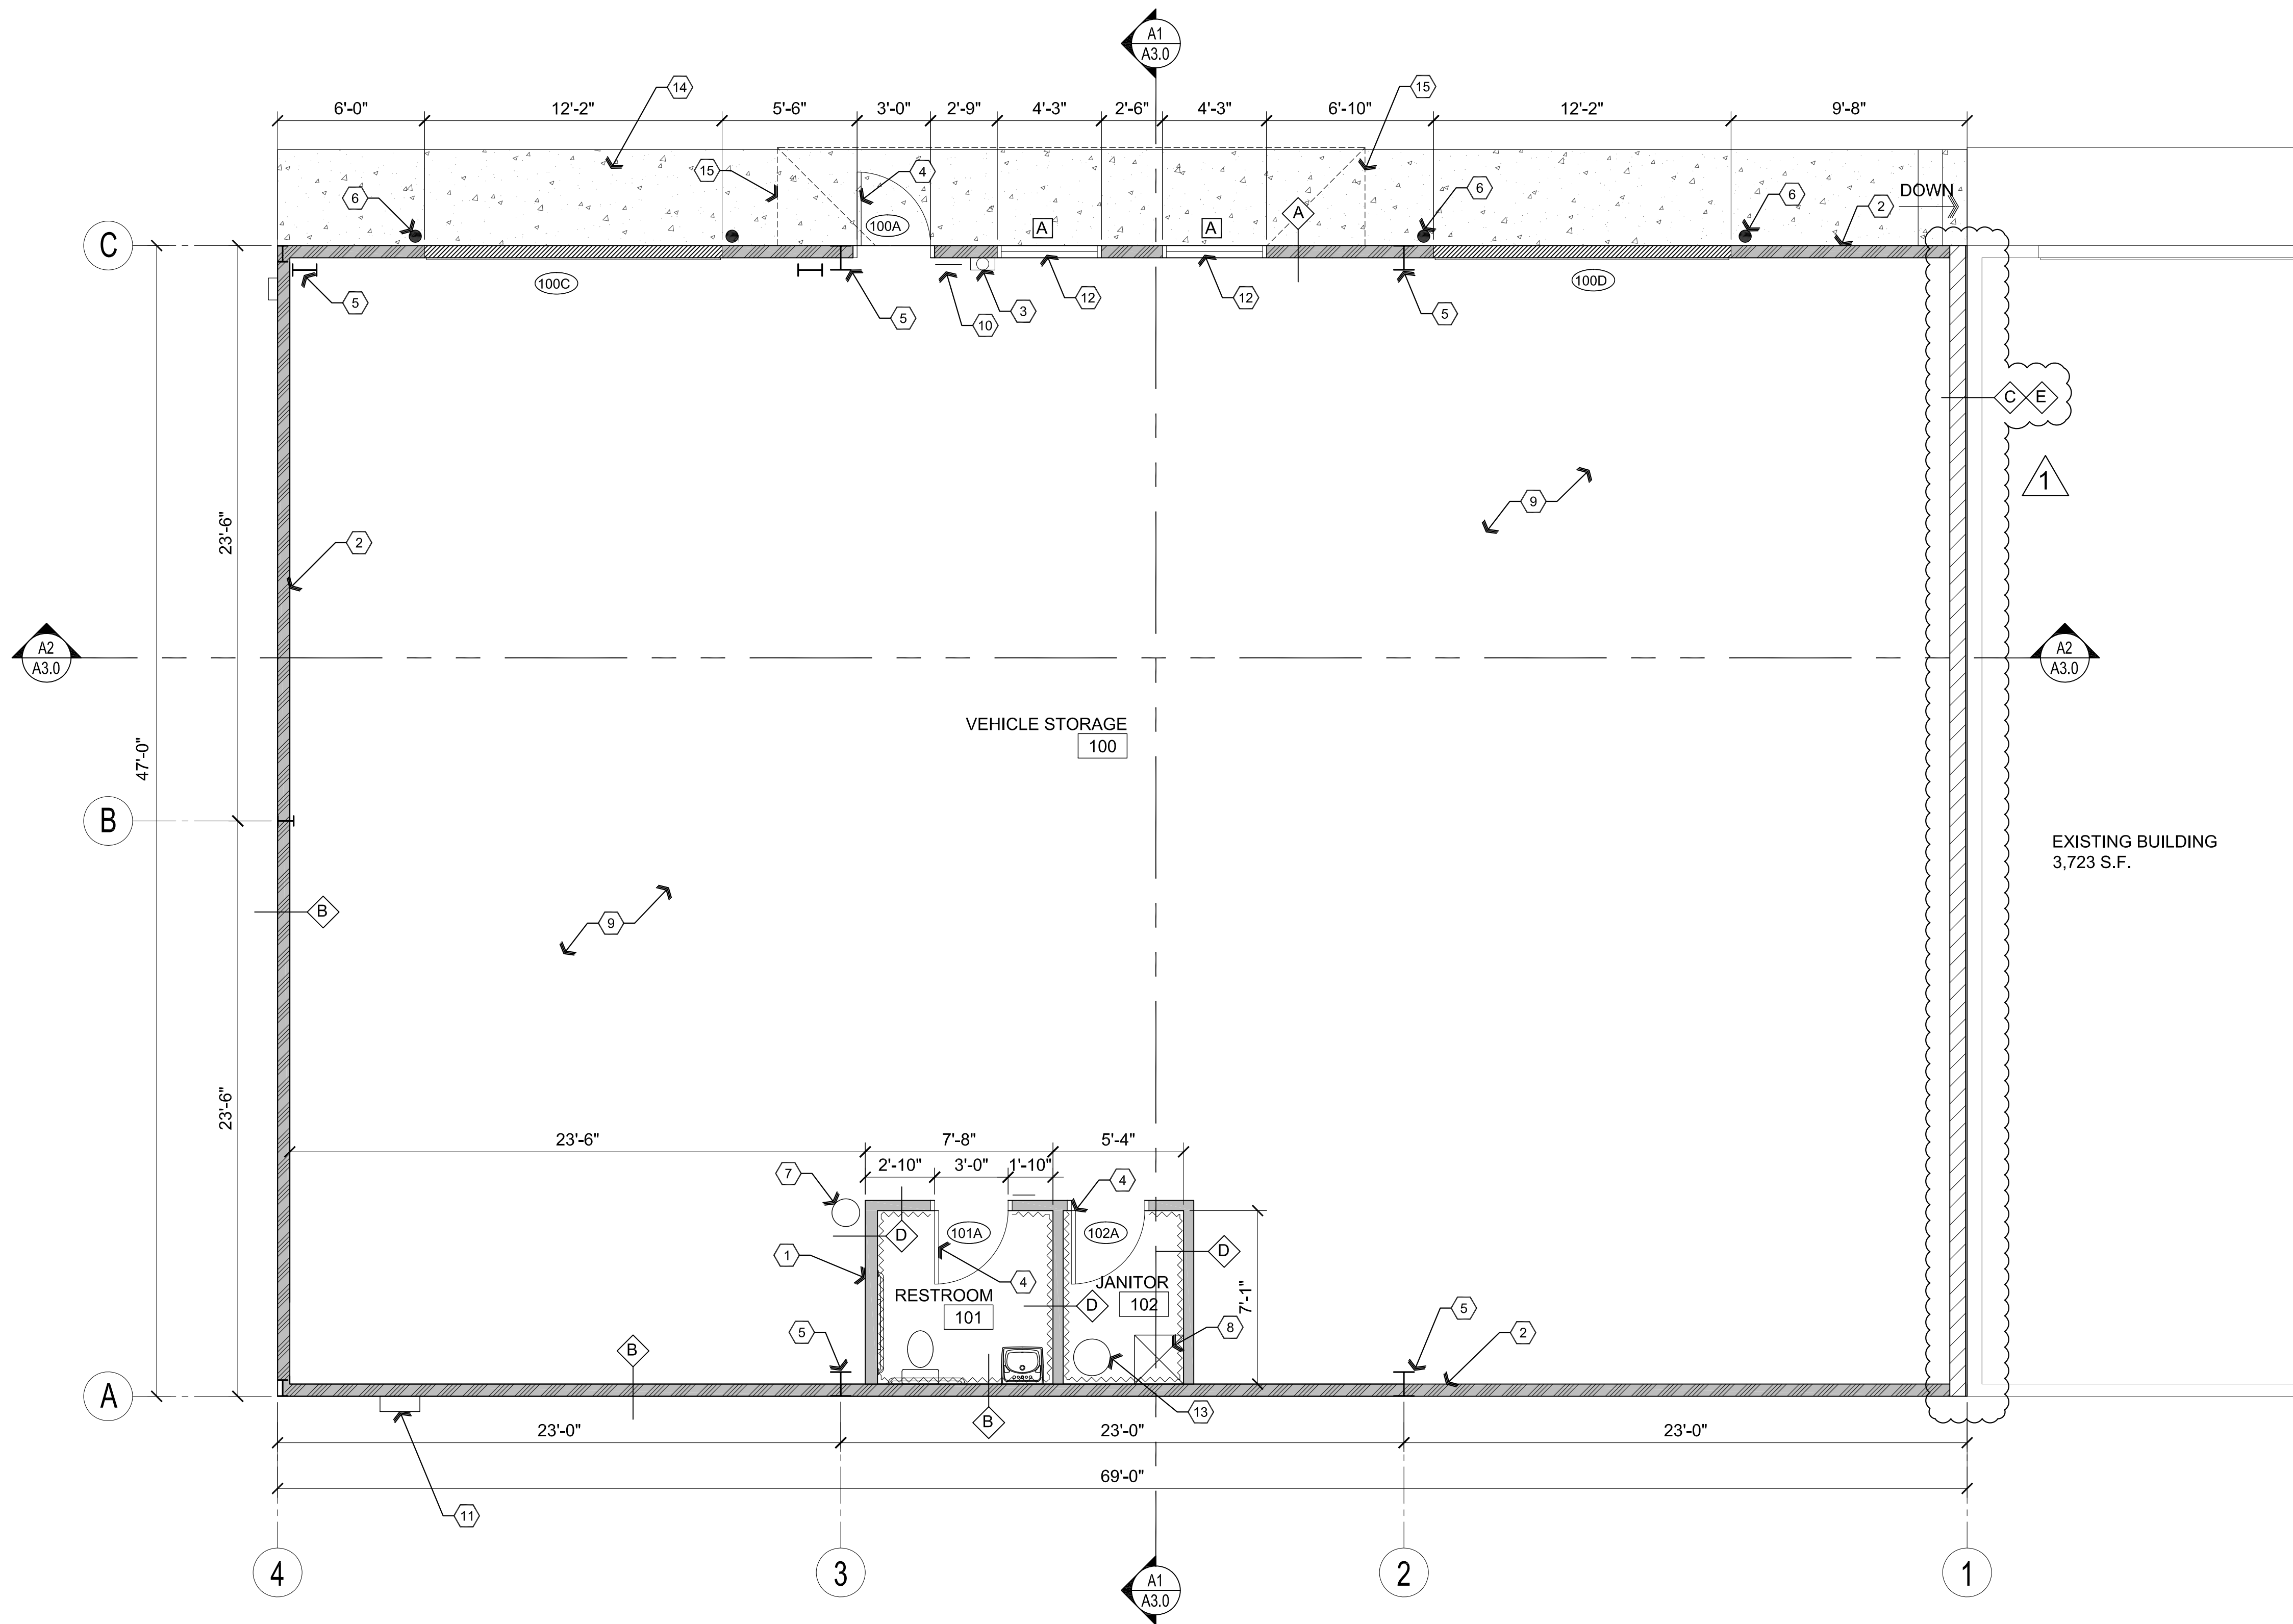 A1
A3.0
14
15
6'-0"
12'-2"
5'-6"
3'-0"
2'-9"
4'-3"
2'-6"
4'-3"
6'-10"
12'-2"
9'-8"
15
4
6
6
6
2
DOWN
100A
A
A
A
C
100C
100D
5
5
10
3
12
12
5
C
E
1
9
2
23'-6"
A2
A3.0
A2
A3.0
VEHICLE STORAGE
100
47'-0"
B
EXISTING BUILDING
3,723 S.F.
B
9
23'-6"
23'-6"
7'-8"
5'-4"
2'-10"
3'-0"
1'-10"
7
4
101A
102A
D
D
1
4
JANITOR
102
RESTROOM
101
D
7'-1"
5
5
8
2
B
A
B
13
23'-0"
23'-0"
23'-0"
69'-0"
11
4
3
A1
A3.0
2
1